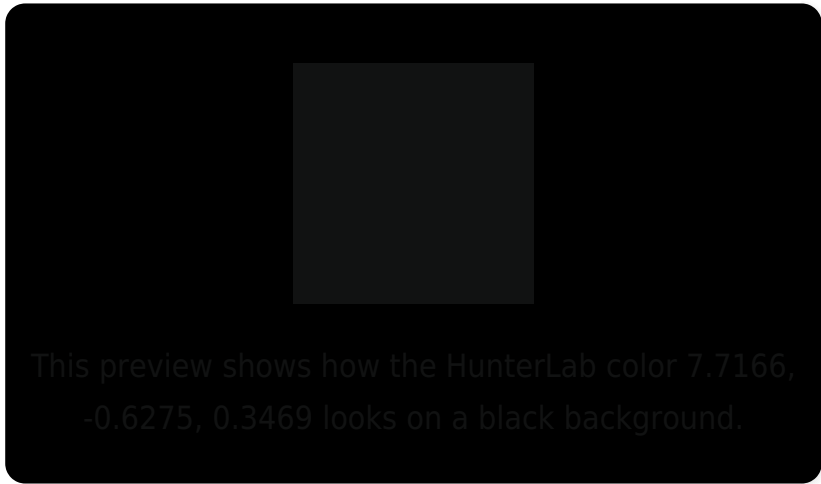 This preview shows how the HunterLab color 7.7166,
-0.6275, 0.3469 looks on a black background.